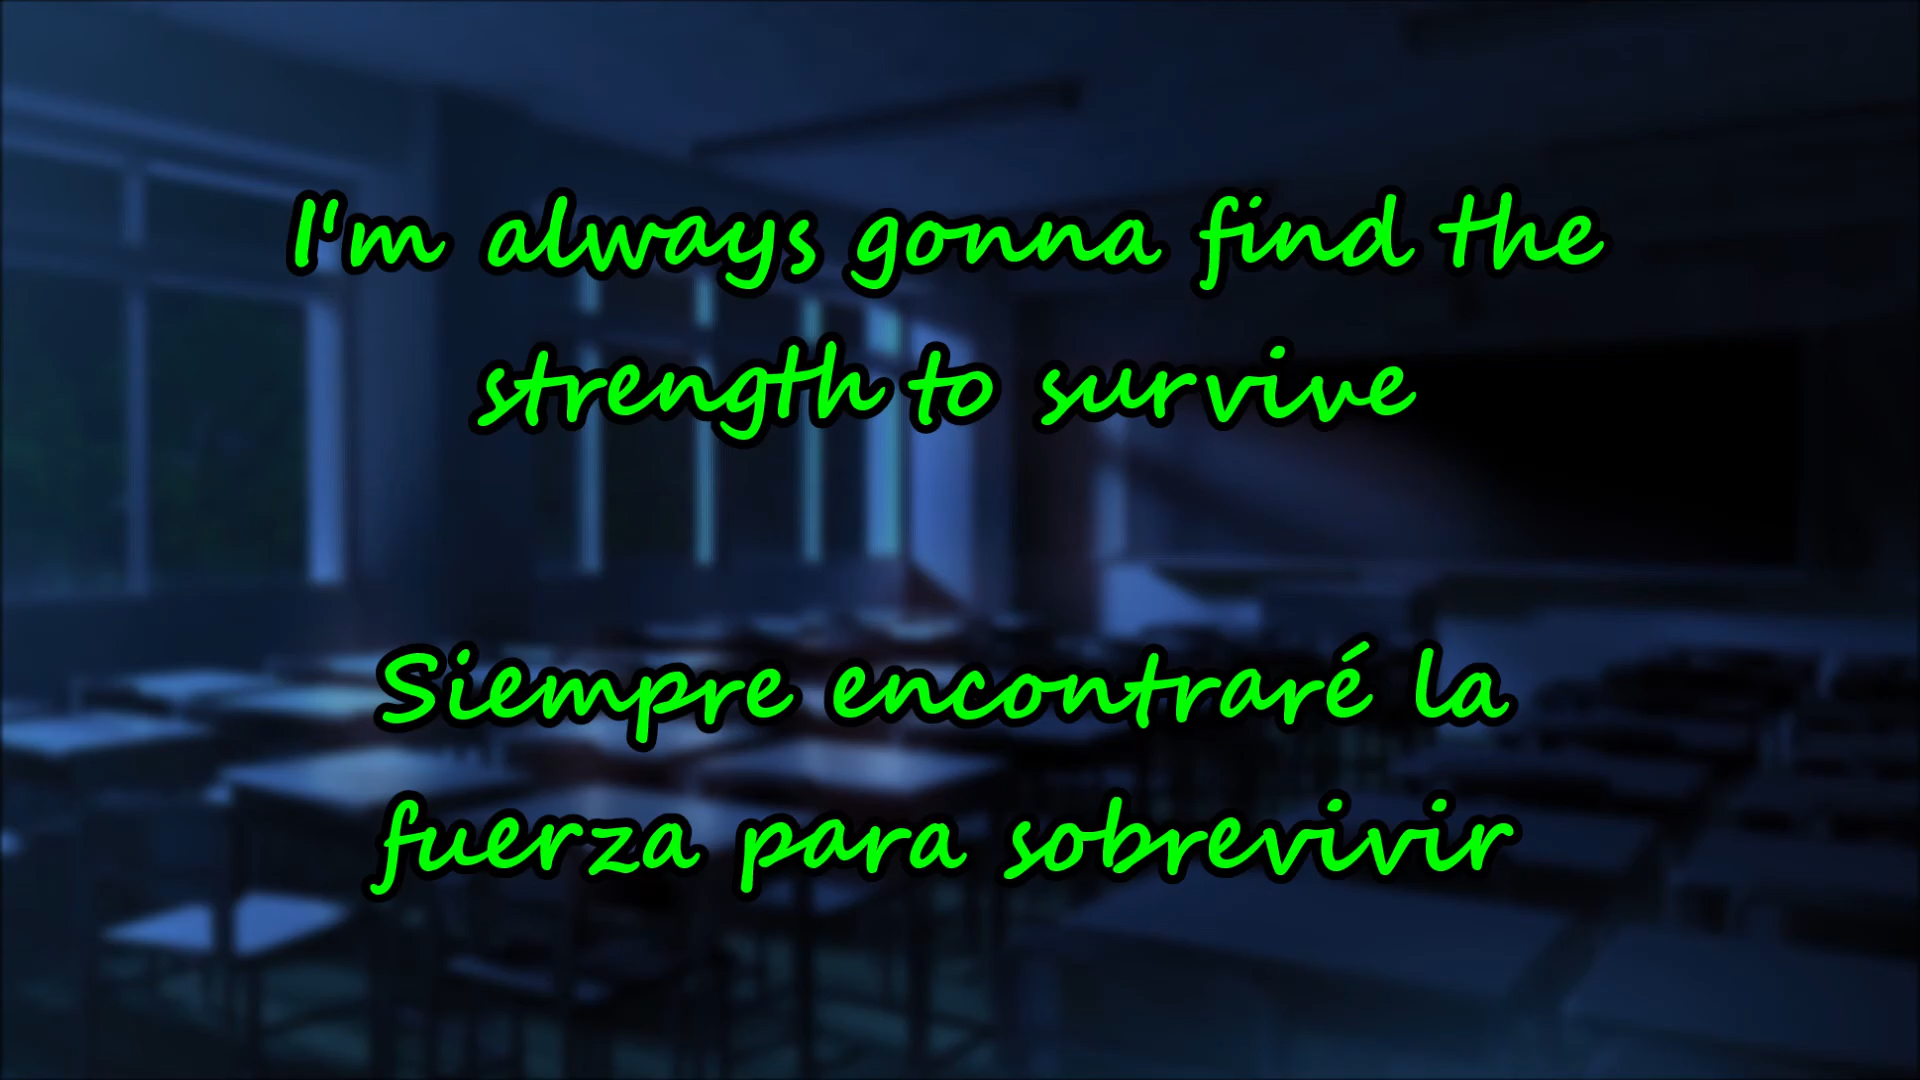 I'm always gonna find the
strength to survive
Siempre encontraré la
fuerza para sobrevivir